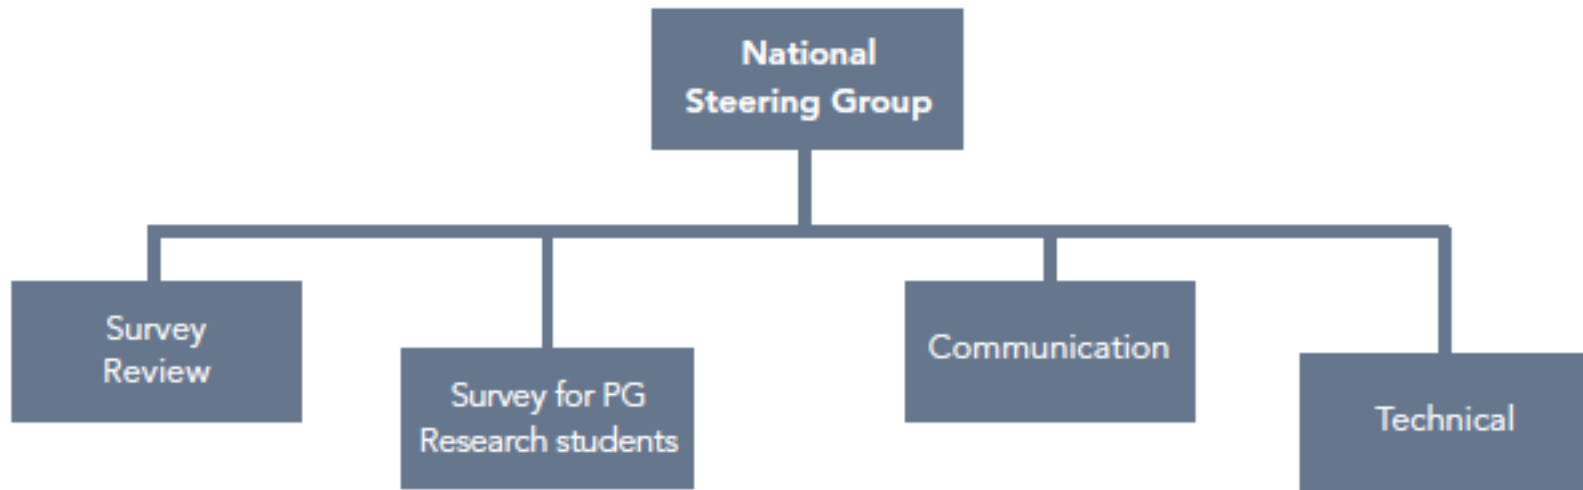 National
Steering Group
Survey
Review
Survey for PG
Research students
Communication
Technical